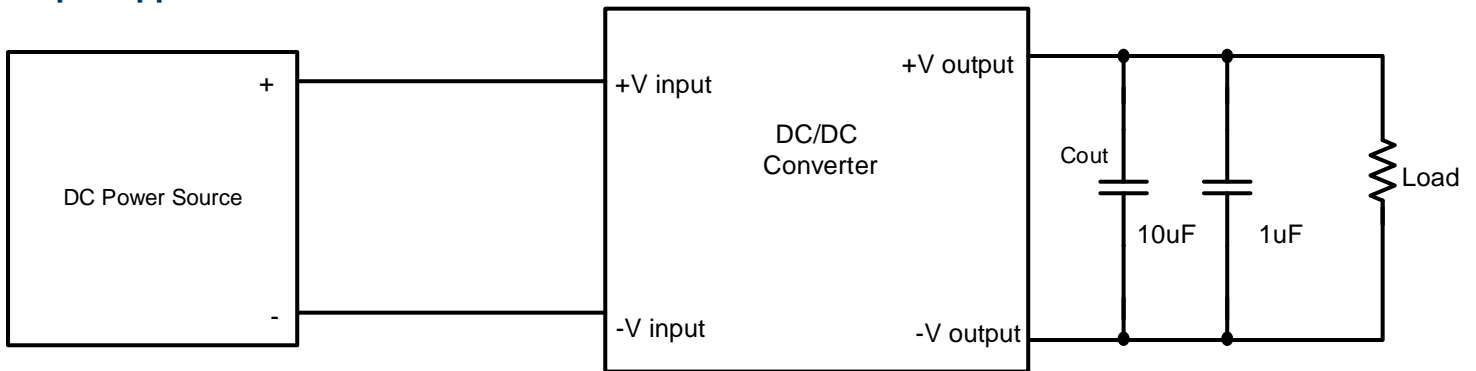 +
DC Power Source
-
+V input
-V input
DC/DC
Converter
+V output
-V output
Cout
10uF
1uF
Load